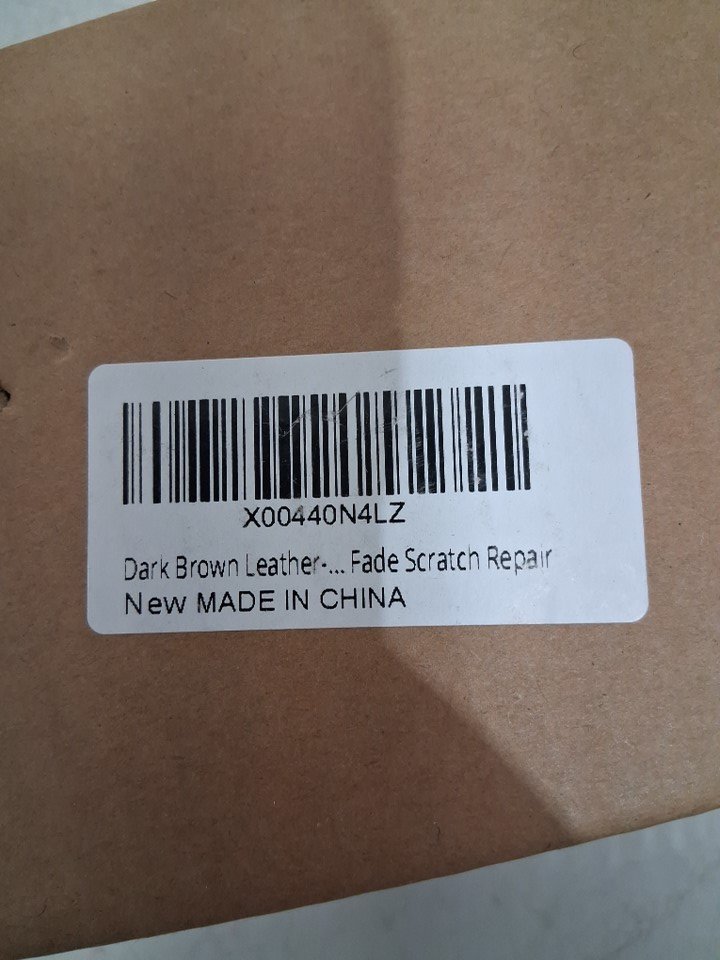 X00440N4LZ
Dark Brown Leather-... Fade Scratch Repair
New MADE IN CHINA